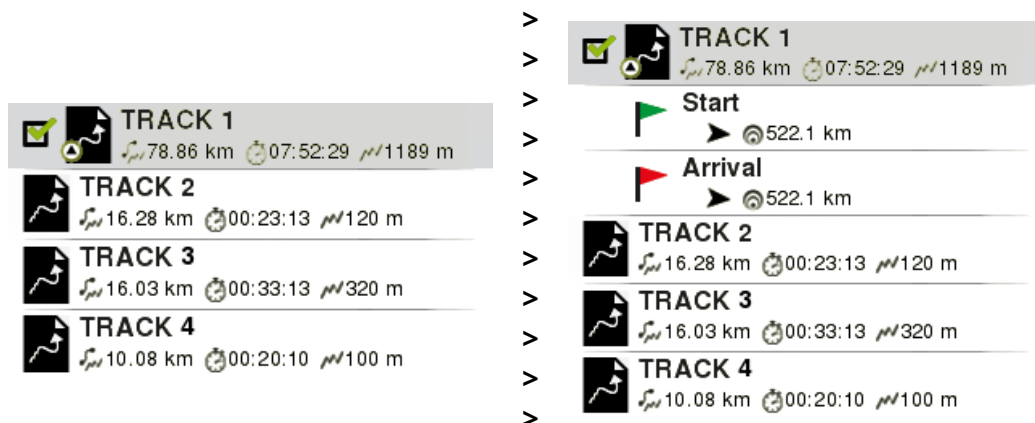 TRACK 1
78.86 km 07:52:29 1189 m
TRACK 2
16.28 km 00:23:13 120 m
TRACK 3
16.03 km 00:33:13 320 m
TRACK 4
10.08 km 00:20:10 100 m
>
>
>
>
>
>
>
>
>
>
>
TRACK 1
78.86 km 07:52:29 1189 m
Start
522.1 km
Arrival
522.1 km
TRACK 2
16.28 km 00:23:13 120 m
TRACK 3
16.03 km 00:33:13 320 m
TRACK 4
10.08 km 00:20:10 100 m